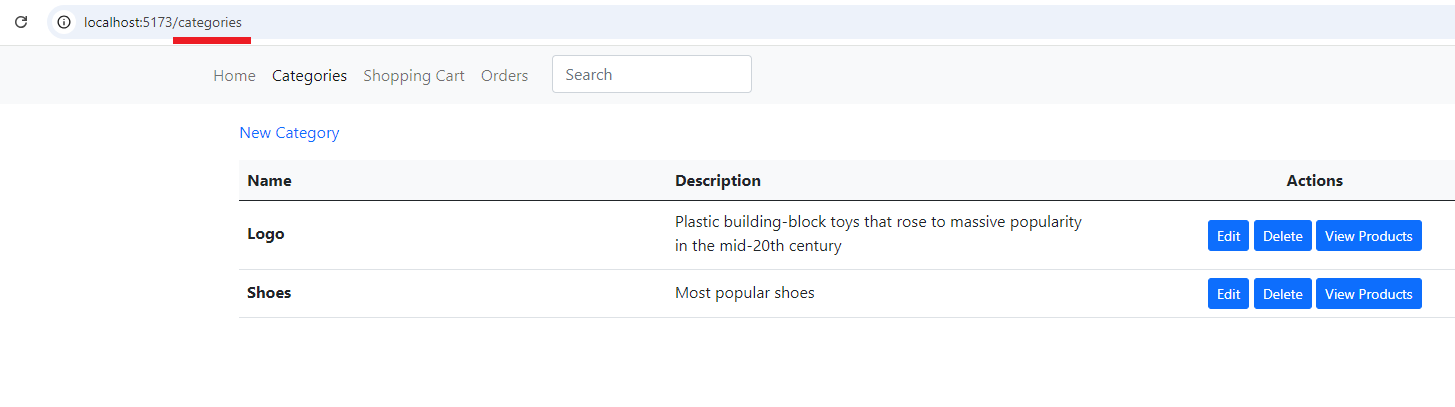 localhost:5173/categories
Home Categories Shopping Cart Orders Search
New Category
Name Description Actions
Logo
Plastic building-block toys that rose to massive popularity
in the mid-20th century
Edit Delete View Products
Shoes Most popular shoes Edit Delete View Products